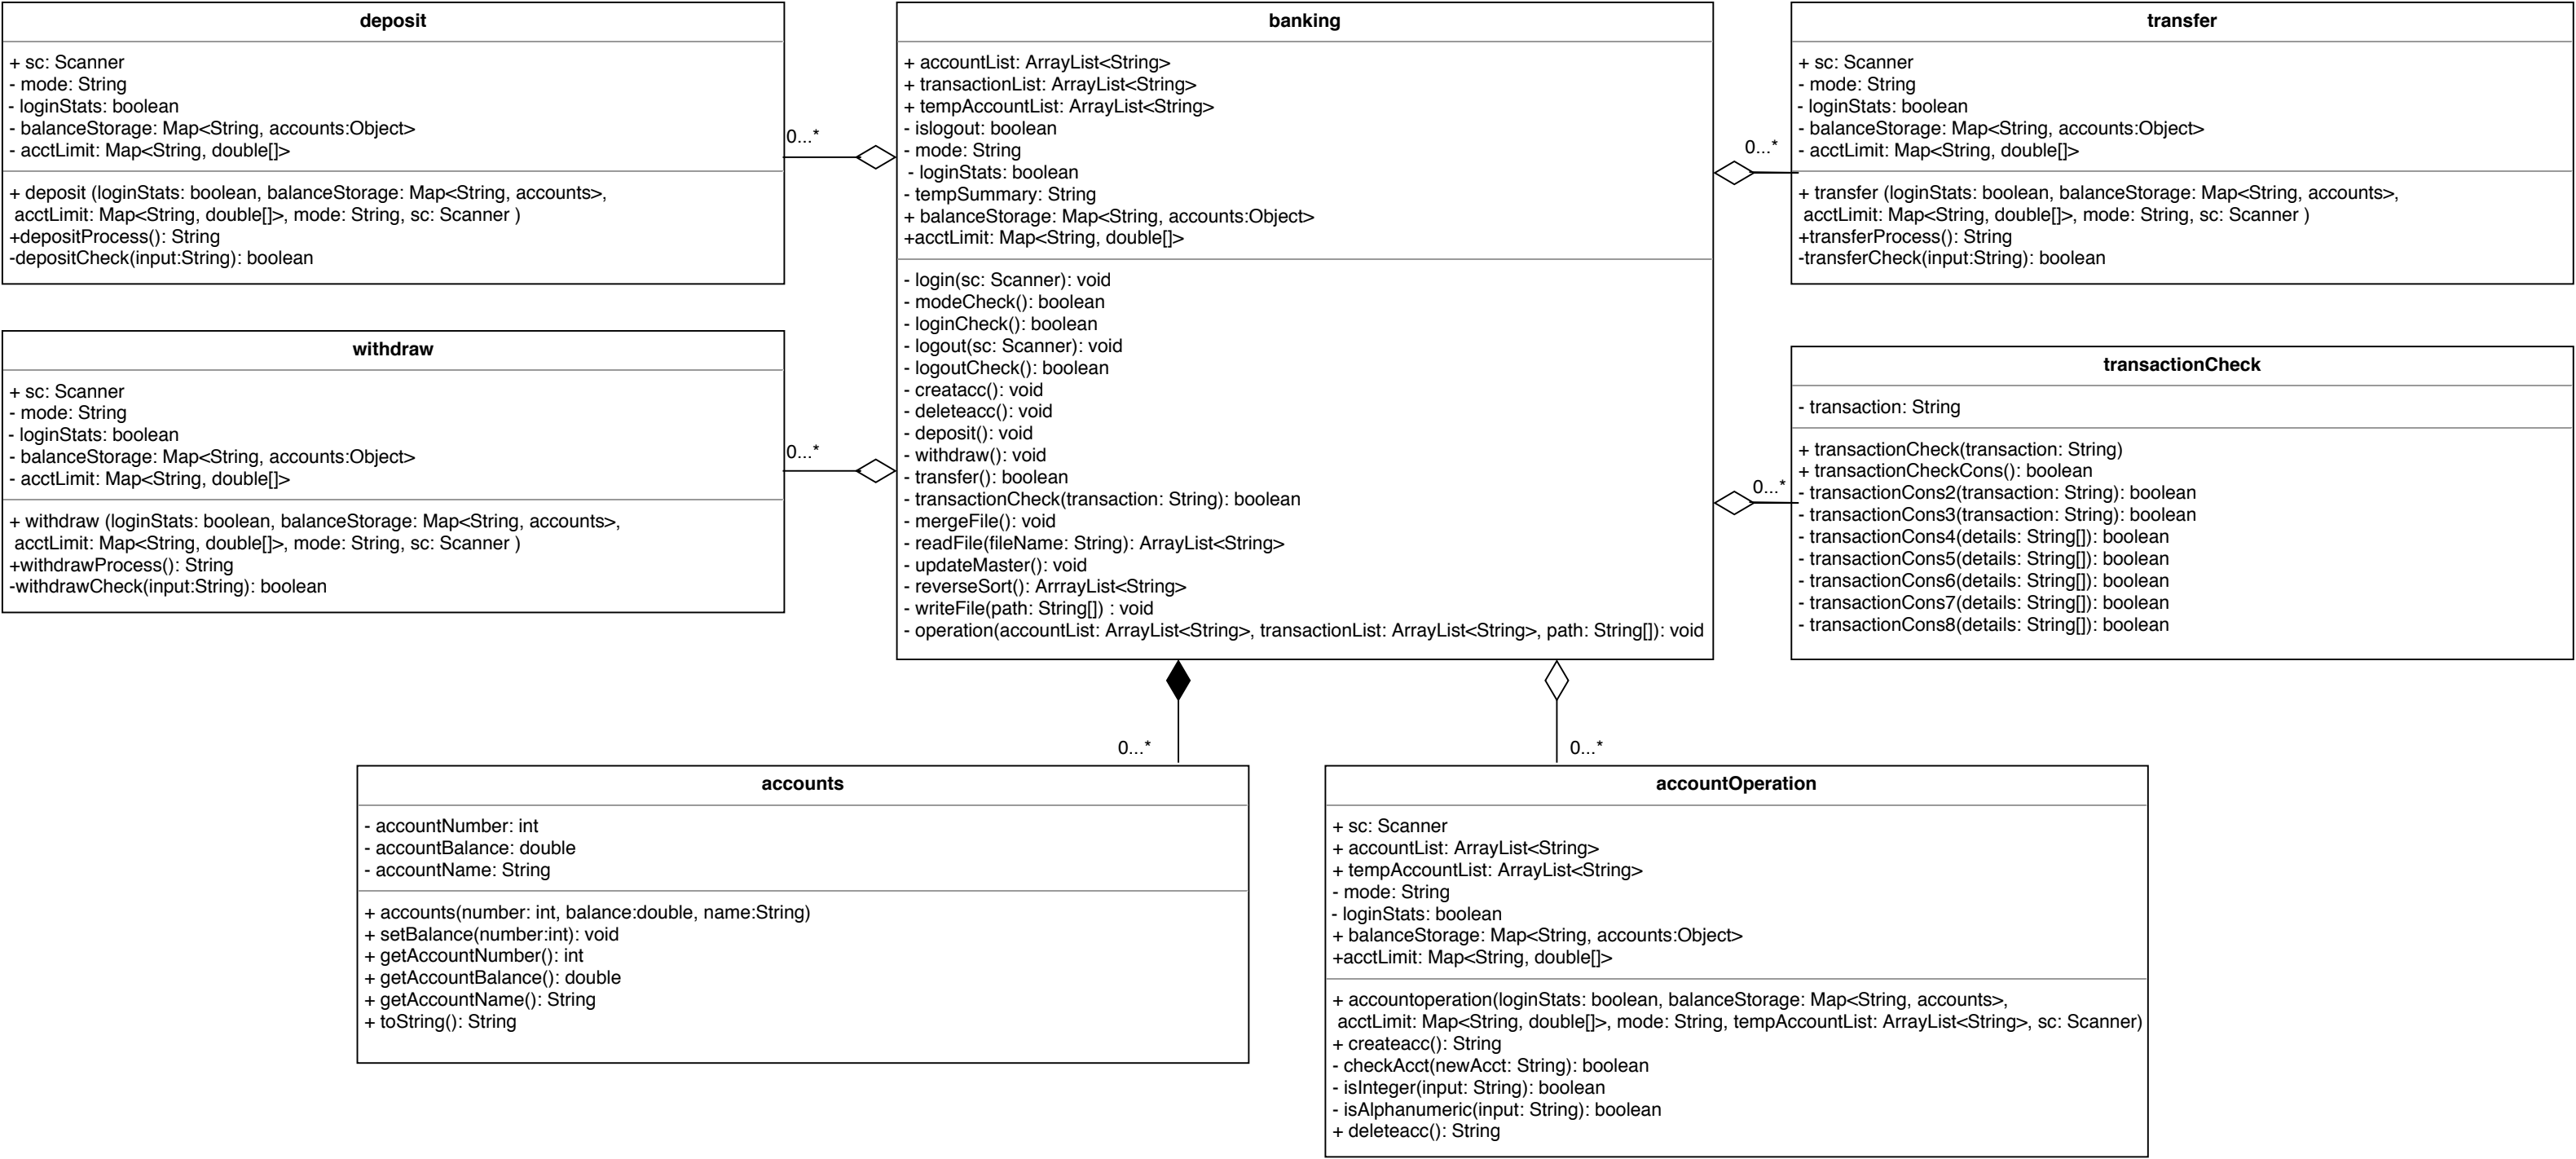 deposit
+ sc: Scanner
- mode: String
- loginStats: boolean
- balanceStorage: Map<String, accounts:Object>
- acctLimit: Map<String, double[]>
+ deposit (loginStats: boolean, balanceStorage: Map<String, accounts>,
acctLimit: Map<String, double[]>, mode: String, sc: Scanner )
+depositProcess(): String
-depositCheck(input:String): boolean
0...*
withdraw
+ sc: Scanner
- mode: String
- loginStats: boolean
- balanceStorage: Map<String, accounts:Object>
- acctLimit: Map<String, double[]>
+ withdraw (loginStats: boolean, balanceStorage: Map<String, accounts>,
acctLimit: Map<String, double[]>, mode: String, sc: Scanner )
+withdrawProcess(): String
-withdrawCheck(input:String): boolean
0...*
banking
+ accountList: ArrayList<String>
+ transactionList: ArrayList<String>
+ tempAccountList: ArrayList<String>
- islogout: boolean
- mode: String
- loginStats: boolean
- tempSummary: String
+ balanceStorage: Map<String, accounts:Object>
+acctLimit: Map<String, double[]>
- login(sc: Scanner): void
- modeCheck(): boolean
- loginCheck(): boolean
- logout(sc: Scanner): void
- logoutCheck(): boolean
- creatacc(): void
- deleteacc(): void
- deposit(): void
- withdraw(): void
- transfer(): boolean
- transactionCheck(transaction: String): boolean
- mergeFile(): void
- readFile(fileName: String): ArrayList<String>
- updateMaster(): void
- reverseSort(): ArrrayList<String>
- writeFile(path: String[]) : void
- operation(accountList: ArrayList<String>, transactionList: ArrayList<String>, path: String[]): void
transfer
+ sc: Scanner
- mode: String
- loginStats: boolean
- balanceStorage: Map<String, accounts:Object>
- acctLimit: Map<String, double[]>
+ transfer (loginStats: boolean, balanceStorage: Map<String, accounts>,
acctLimit: Map<String, double[]>, mode: String, sc: Scanner )
+transferProcess(): String
-transferCheck(input:String): boolean
0...*
transactionCheck
- transaction: String
+ transactionCheck(transaction: String)
+ transactionCheckCons(): boolean
- transactionCons2(transaction: String): boolean
- transactionCons3(transaction: String): boolean
- transactionCons4(details: String[]): boolean
- transactionCons5(details: String[]): boolean
- transactionCons6(details: String[]): boolean
- transactionCons7(details: String[]): boolean
- transactionCons8(details: String[]): boolean
0...*
0...*
0...*
accounts
- accountNumber: int
- accountBalance: double
- accountName: String
+ accounts(number: int, balance:double, name:String)
+ setBalance(number:int): void
+ getAccountNumber(): int
+ getAccountBalance(): double
+ getAccountName(): String
+ toString(): String
accountOperation
+ sc: Scanner
+ accountList: ArrayList<String>
+ tempAccountList: ArrayList<String>
- mode: String
- loginStats: boolean
+ balanceStorage: Map<String, accounts:Object>
+acctLimit: Map<String, double[]>
+ accountoperation(loginStats: boolean, balanceStorage: Map<String, accounts>,
acctLimit: Map<String, double[]>, mode: String, tempAccountList: ArrayList<String>, sc: Scanner)
+ createacc(): String
- checkAcct(newAcct: String): boolean
- isInteger(input: String): boolean
- isAlphanumeric(input: String): boolean
+ deleteacc(): String